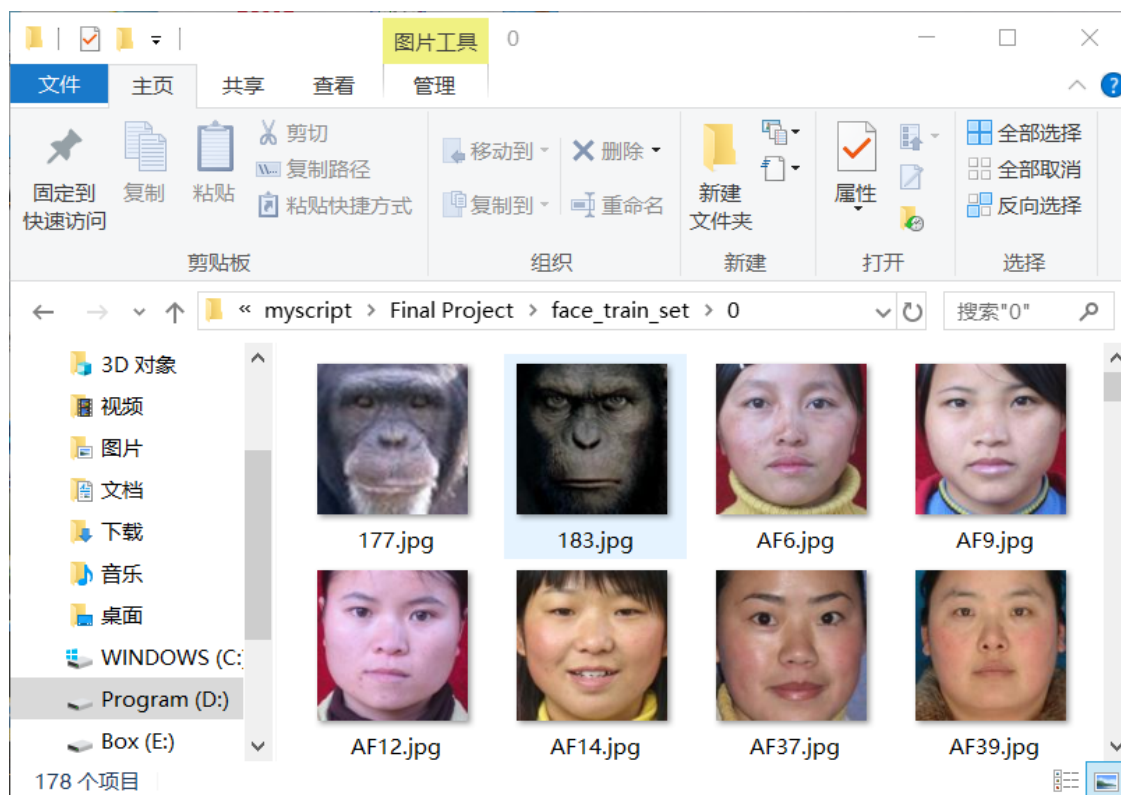 图片工具 0
文件 主页 共享 查看 管理
固定到
快速访问
复制
粘贴
剪切
W... 复制路径
粘贴快捷方式
剪贴板
移动到
复制到
删除
重命名
组织
新建
文件夹
新建
属性
打开
全部选择
全部取消
反向选择
选择
« myscript › Final Project › face_train_set › 0
搜索"0"
3D 对象
视频
图片
文档
下载
音乐
桌面
WINDOWS (C:
Program (D:)
Box (E:)
177.jpg 183.jpg AF6.jpg AF9.jpg
AF12.jpg AF14.jpg AF37.jpg AF39.jpg
178 个项目